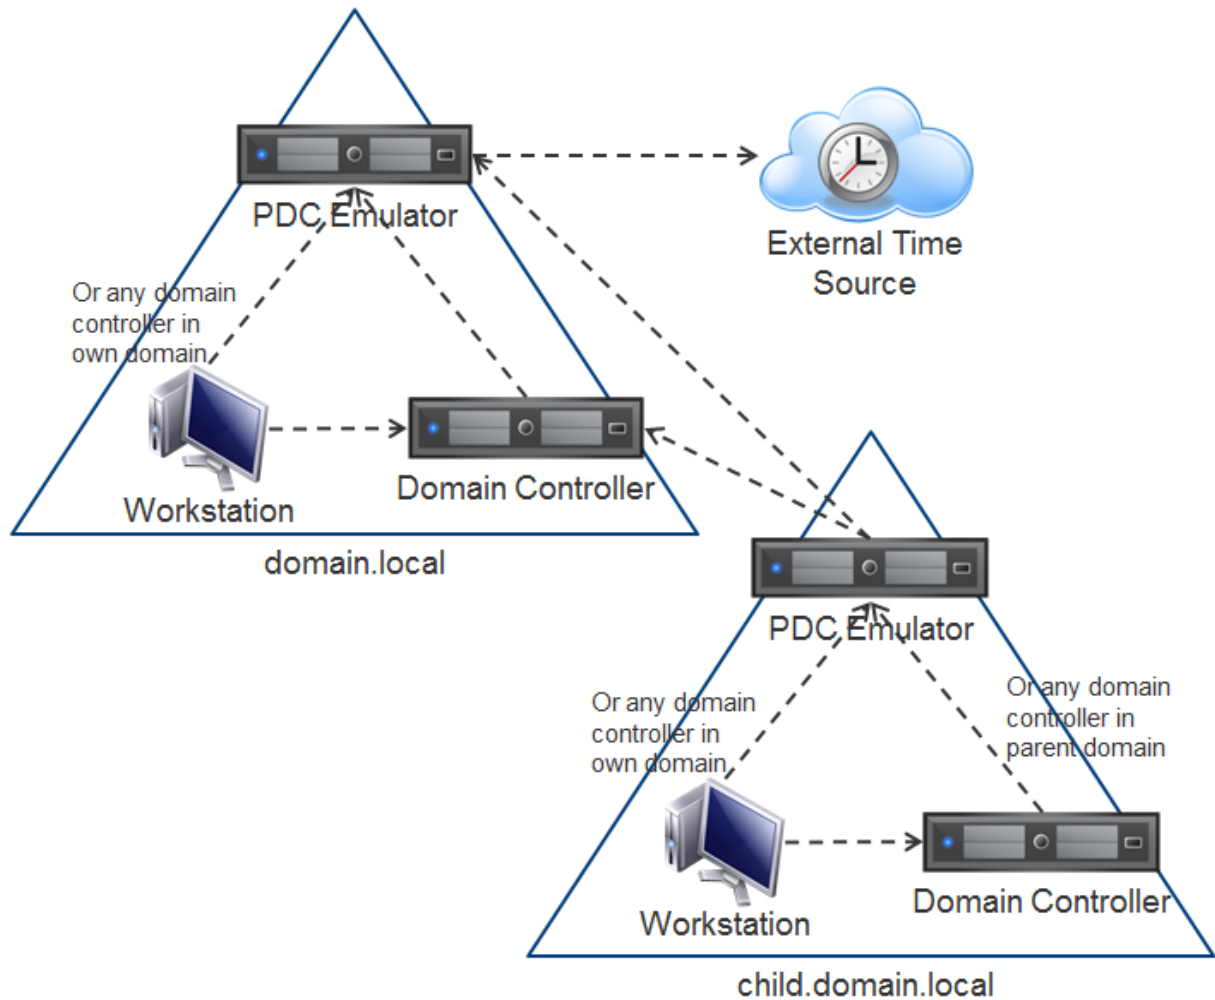 PDC Emulator
External Time
Source
Or any domain
controller in
own domain
Workstation
Domain Controller
domain.local
PDC Emulator
Or any domain
controller in
own domain
Or any domain
controller in
parent domain
Workstation
Domain Controller
child.domain.local